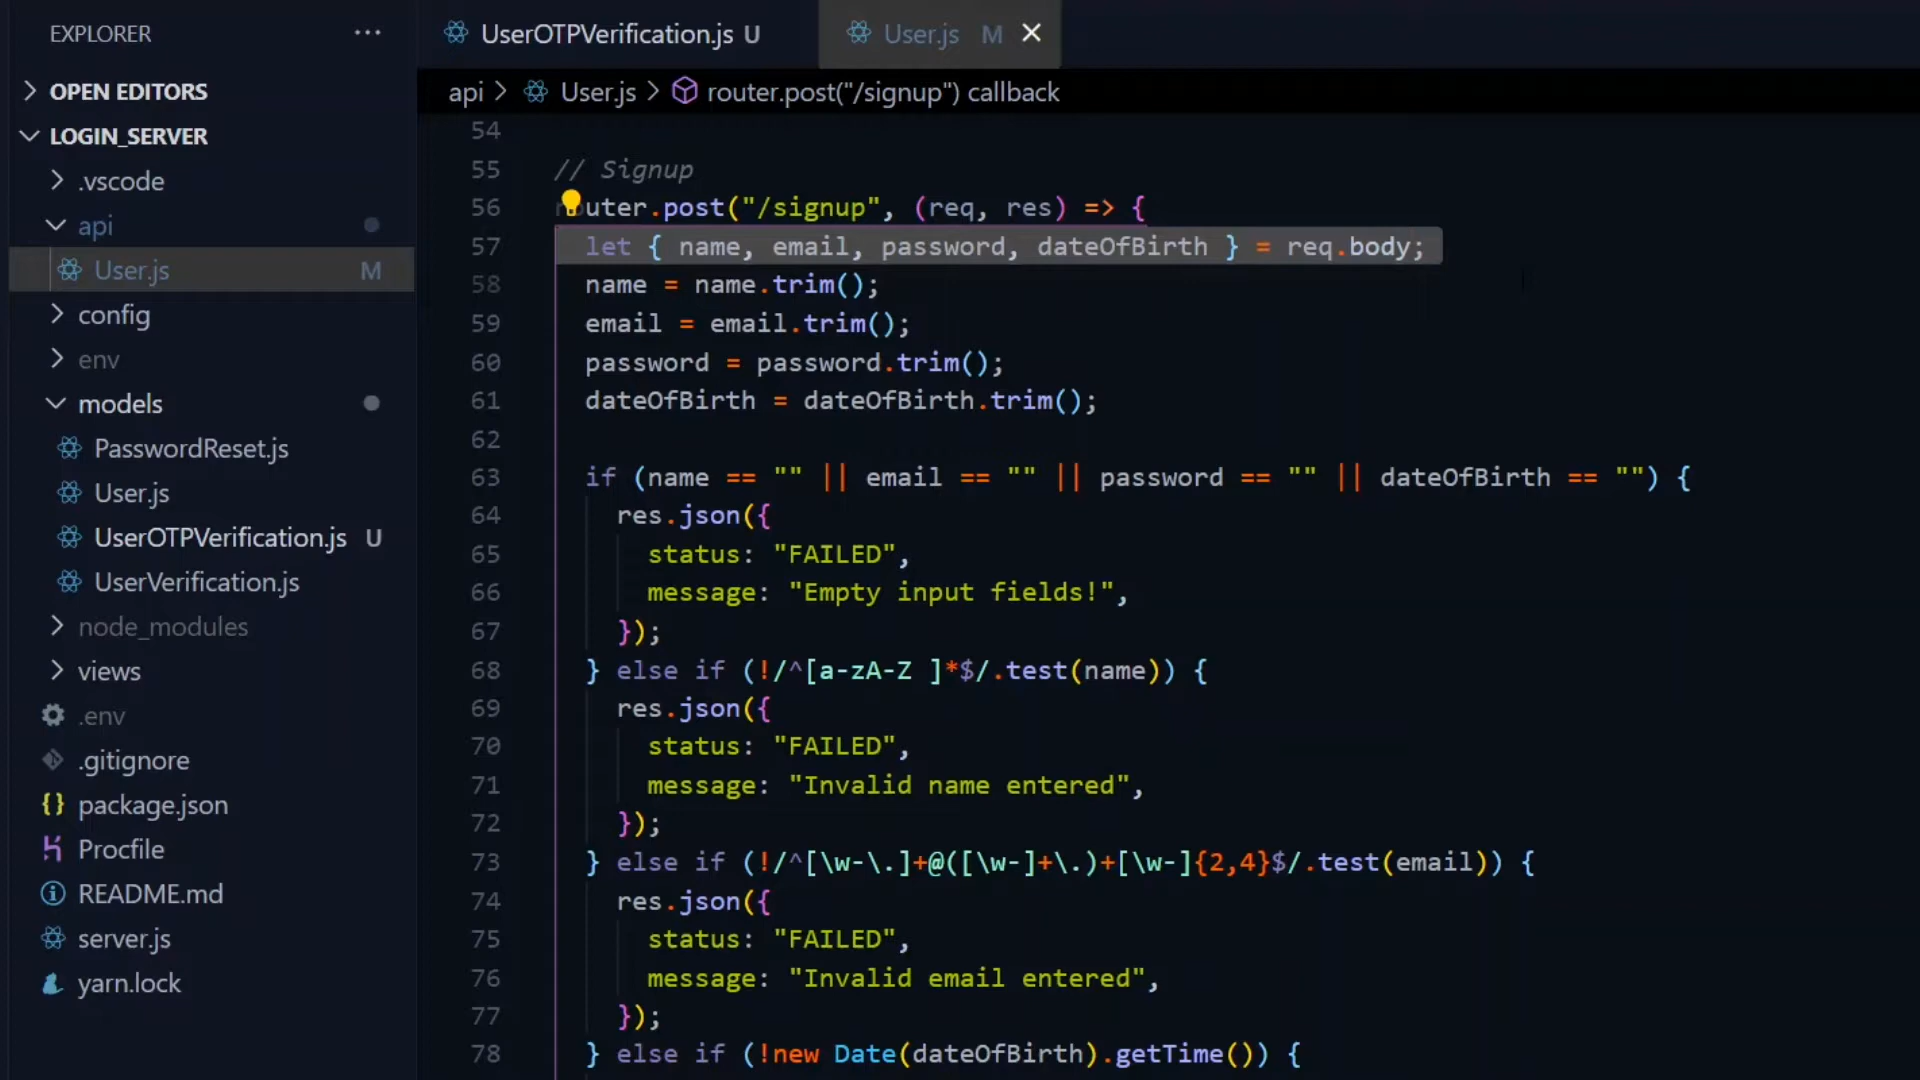 EXPLORER ···
OPEN EDITORS
LOGIN_SERVER
.vscode
api
User.js M
config
env
models
PasswordReset.js
User.js
UserOTPVerification.js U
UserVerification.js
node_modules
views
.env
.gitignore
package.json
Procfile
README.md
server.js
yarn.lock
UserOTPVerification.js U
User.js M
api > User.js > router.post("/signup") callback
54
55 // Signup
56 router.post("/signup", (req, res) => {
57 let { name, email, password, dateOfBirth } = req.body;
58 name = name.trim();
59 email = email.trim();
60 password = password.trim();
61 dateOfBirth = dateOfBirth.trim();
62
63 if (name == "" || email == "" || password == "" || dateOfBirth == "") {
64 res.json({
65 status: "FAILED",
66 message: "Empty input fields!",
67 });
68 } else if (!/^[a-zA-Z ]*$/.test(name)) {
69 res.json({
70 status: "FAILED",
71 message: "Invalid name entered",
72 });
73 } else if (!/^[\w-\.]+@([\w-]+\.)+[\w-]{2,4}$/.test(email)) {
74 res.json({
75 status: "FAILED",
76 message: "Invalid email entered",
77 });
78 } else if (!new Date(dateOfBirth).getTime()) {